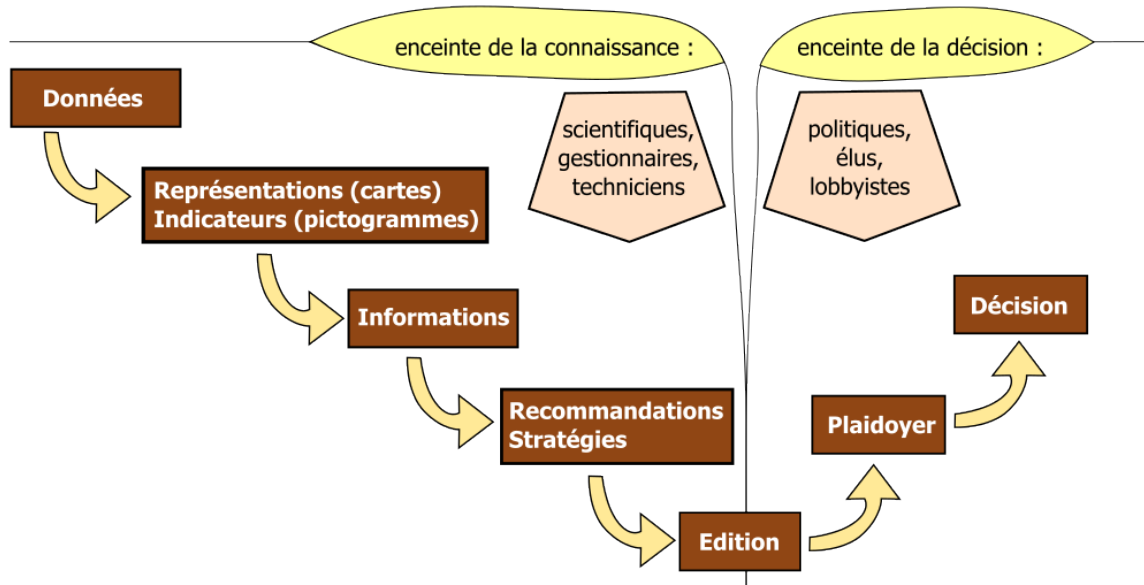 enceinte de la connaissance :
enceinte de la décision :
Données
scientifiques,
gestionnaires,
techniciens
politiques,
élus,
lobbyistes
Représentations (cartes)
Indicateurs (pictogrammes)
Informations
Décision
Recommandations
Stratégies
Plaidoyer
Edition